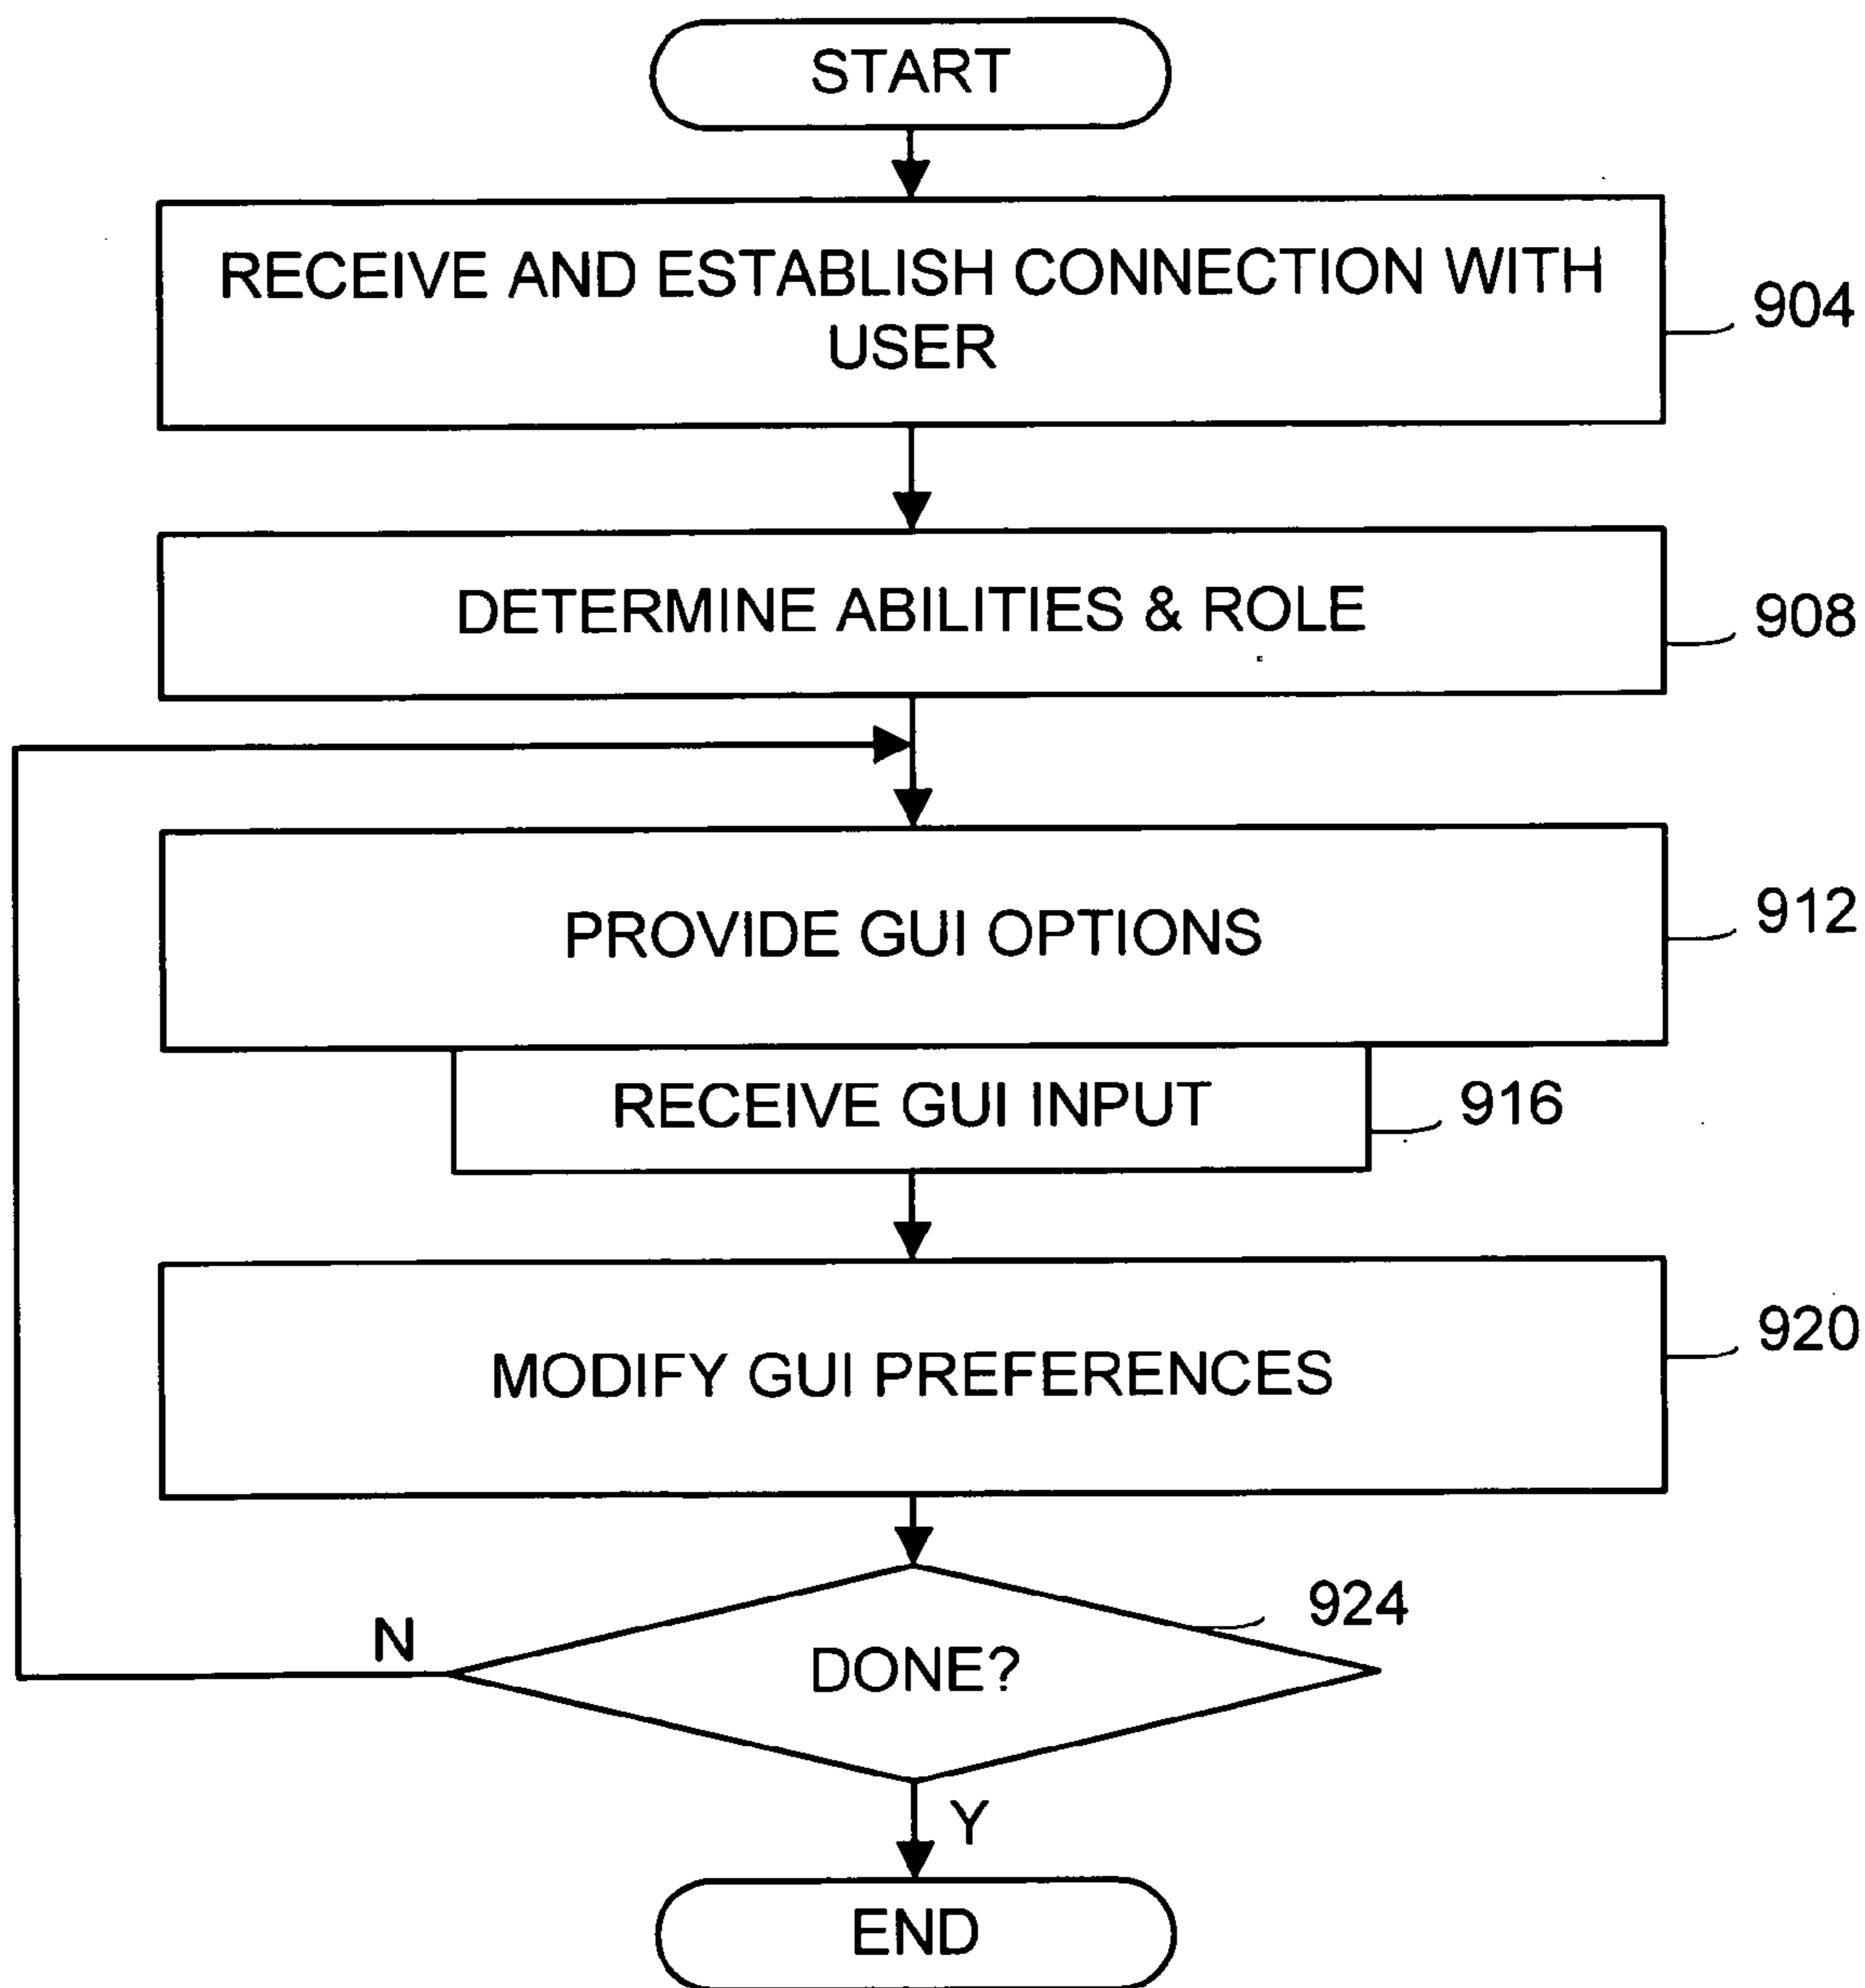 START
RECEIVE AND ESTABLISH CONNECTION WITH
USER
904
DETERMINE ABILITIES & ROLE
908
PROVIDE GUI OPTIONS
912
RECEIVE GUI INPUT
916
MODIFY GUI PREFERENCES
920
924
N
DONE?
Y
END